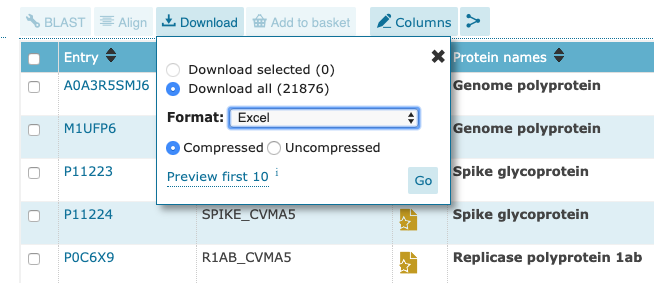 BLAST Align Download Add to basket Columns
Entry Protein names
Download selected (0)
Download all (21876)
Format: Excel
Compressed Uncompressed
Preview first 10 i
Go
A0A3R5SMJ6 Genome polyprotein
M1UFP6 Genome polyprotein
P11223 Spike glycoprotein
P11224 SPIKE_CVMA5 Spike glycoprotein
P0C6X9 R1AB_CVMA5 Replicase polyprotein 1ab